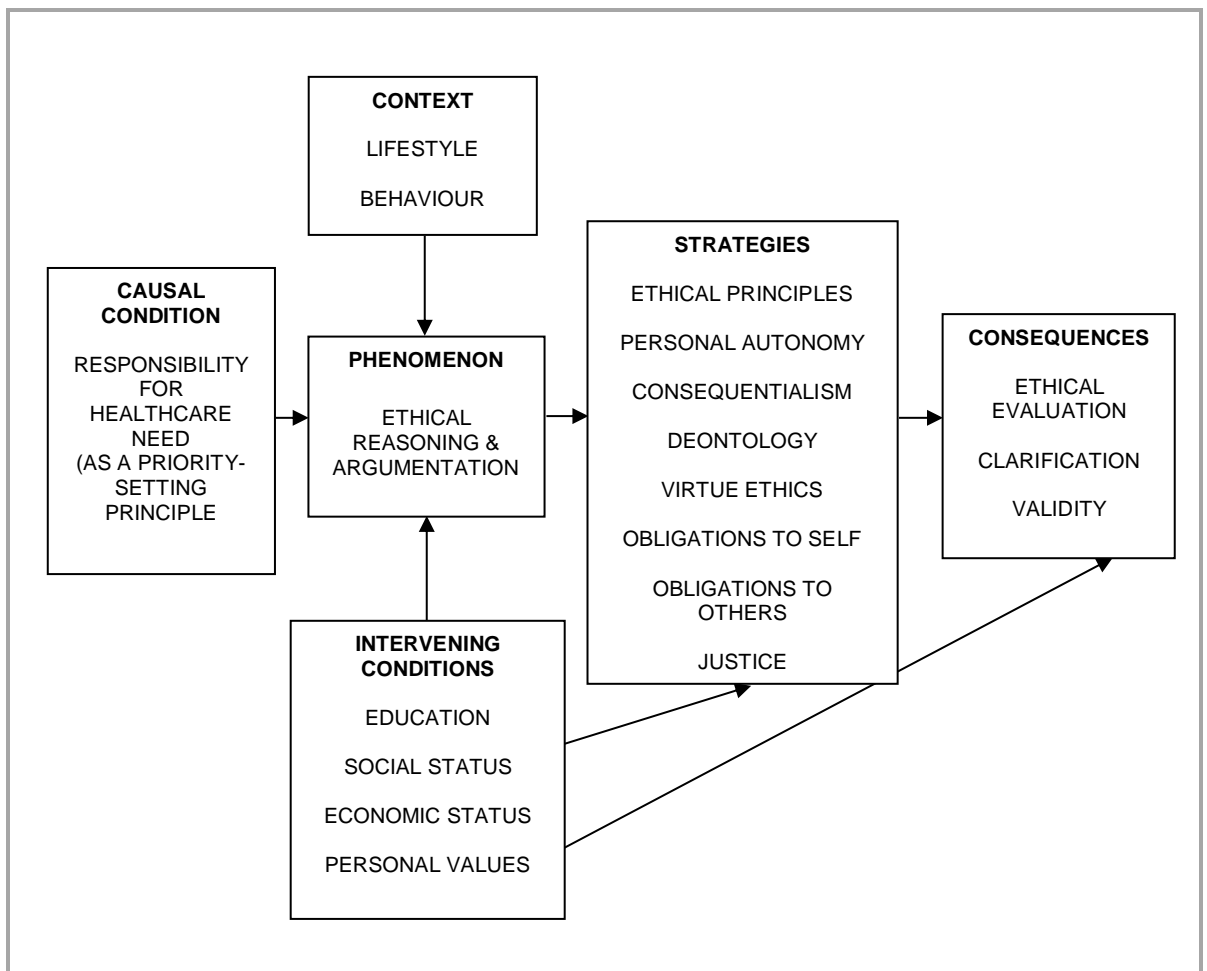 CONTEXT
LIFESTYLE
BEHAVIOUR
CAUSAL
CONDITION
RESPONSIBILITY
FOR
HEALTHCARE
NEED
(AS A PRIORITY-
SETTING
PRINCIPLE
PHENOMENON
ETHICAL
REASONING &
ARGUMENTATION
INTERVENING
CONDITIONS
EDUCATION
SOCIAL STATUS
ECONOMIC STATUS
PERSONAL VALUES
STRATEGIES
ETHICAL PRINCIPLES
PERSONAL AUTONOMY
CONSEQUENTIALISM
DEONTOLOGY
VIRTUE ETHICS
OBLIGATIONS TO SELF
OBLIGATIONS TO
OTHERS
JUSTICE
CONSEQUENCES
ETHICAL
EVALUATION
CLARIFICATION
VALIDITY